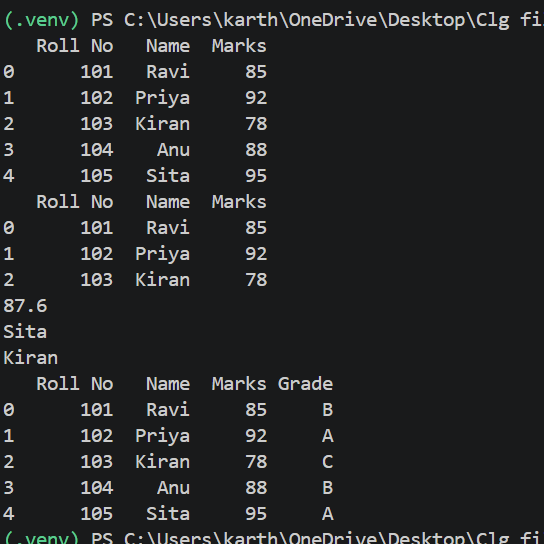 (.venv) PS C:\Users\karth\OneDrive\Desktop\Clg fi
   Roll No   Name  Marks
0      101   Ravi     85
1      102  Priya     92
2      103  Kiran     78
3      104    Anu     88
4      105   Sita     95
   Roll No   Name  Marks
0      101   Ravi     85
1      102  Priya     92
2      103  Kiran     78
87.6
Sita
Kiran
   Roll No   Name  Marks Grade
0      101   Ravi     85     B
1      102  Priya     92     A
2      103  Kiran     78     C
3      104    Anu     88     B
4      105   Sita     95     A
(.venv) PS C:\Users\karth\OneDrive\Desktop\Clg fi